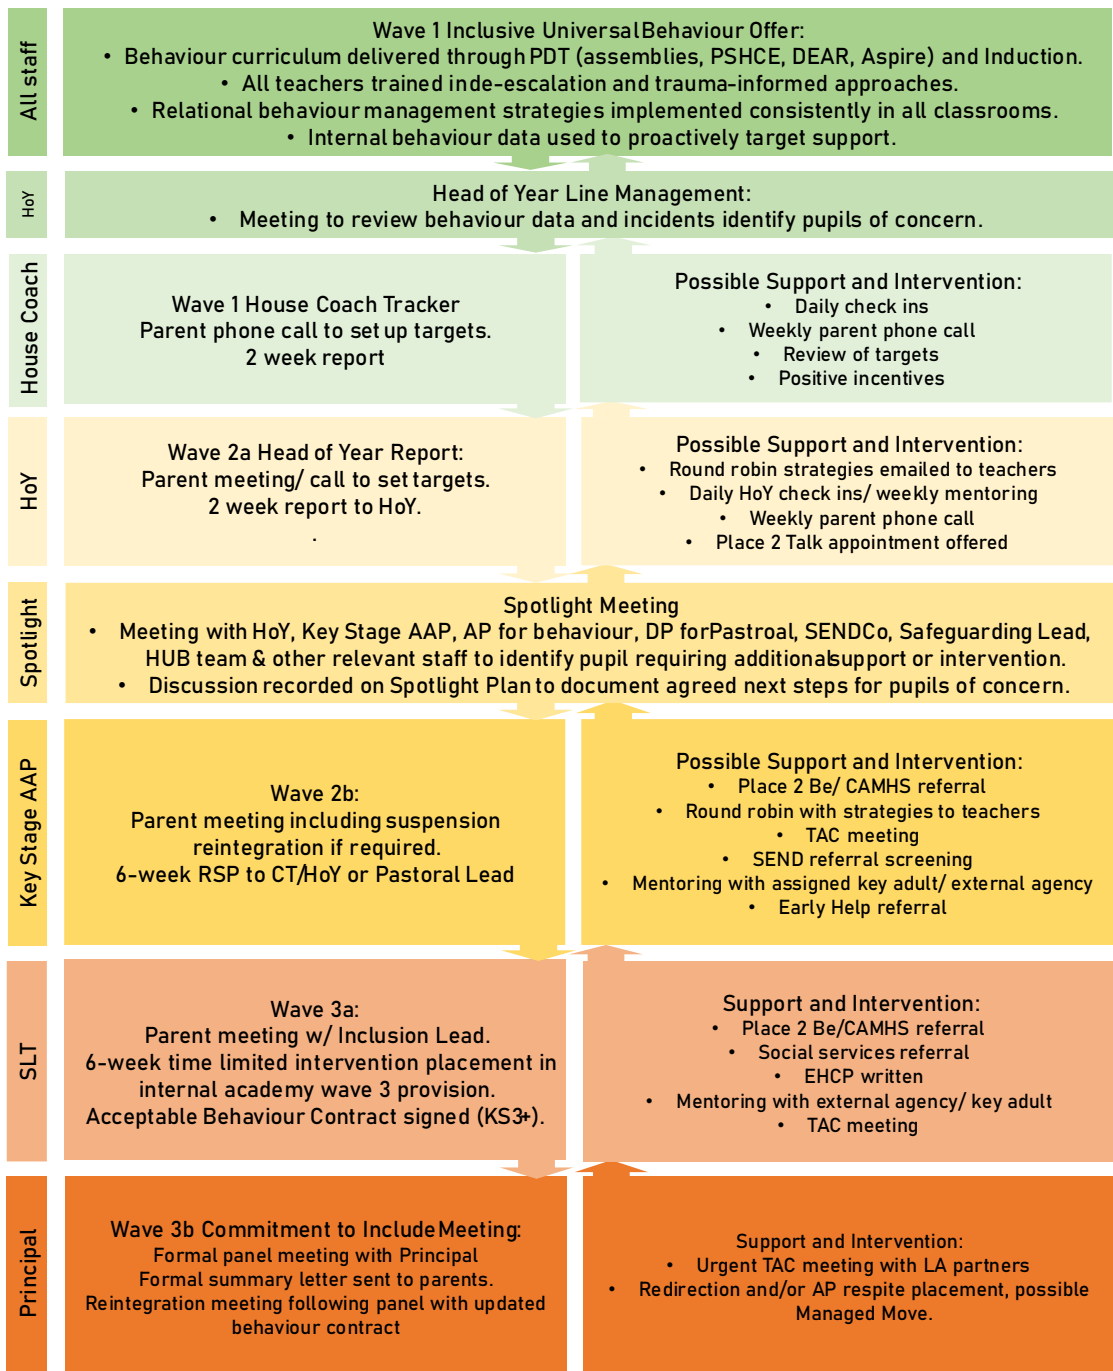 All staff
Wave 1 Inclusive Universal Behaviour Offer:
• Behaviour curriculum delivered through PDT (assemblies, PSHCE, DEAR, Aspire) and Induction.
• All teachers trained inde-escalation and trauma-informed approaches.
• Relational behaviour management strategies implemented consistently in all classrooms.
• Internal behaviour data used to proactively target support.
HoY
Head of Year Line Management:
• Meeting to review behaviour data and incidents identify pupils of concern.
House Coach
Wave 1 House Coach Tracker
Parent phone call to set up targets.
2 week report
Possible Support and Intervention:
• Daily check ins
• Weekly parent phone call
• Review of targets
• Positive incentives
HoY
Wave 2a Head of Year Report:
Parent meeting/ call to set targets.
2 week report to HoY.
.
Possible Support and Intervention:
• Round robin strategies emailed to teachers
• Daily HoY check ins/ weekly mentoring
• Weekly parent phone call
• Place 2 Talk appointment offered
Spotlight
Spotlight Meeting
• Meeting with HoY, Key Stage AAP, AP for behaviour, DP for Pastroal, SENDCo, Safeguarding Lead,
HUB team & other relevant staff to identify pupil requiring additional support or intervention.
• Discussion recorded on Spotlight Plan to document agreed next steps for pupils of concern.
Key Stage AAP
Wave 2b:
Parent meeting including suspension
reintegration if required.
6-week RSP to CT/HoY or Pastoral Lead
Possible Support and Intervention:
• Place 2 Be/ CAMHS referral
• Round robin with strategies to teachers
• TAC meeting
• SEND referral screening
• Mentoring with assigned key adult/ external agency
• Early Help referral
SLT
Wave 3a:
Parent meeting w/ Inclusion Lead.
6-week time limited intervention placement in
internal academy wave 3 provision.
Acceptable Behaviour Contract signed (KS3+).
Support and Intervention:
• Place 2 Be/CAMHS referral
• Social services referral
• EHCP written
• Mentoring with external agency/ key adult
• TAC meeting
Principal
Wave 3b Commitment to Include Meeting:
Formal panel meeting with Principal
Formal summary letter sent to parents.
Reintegration meeting following panel with updated
behaviour contract
Support and Intervention:
• Urgent TAC meeting with LA partners
• Redirection and/or AP respite placement, possible
Managed Move.